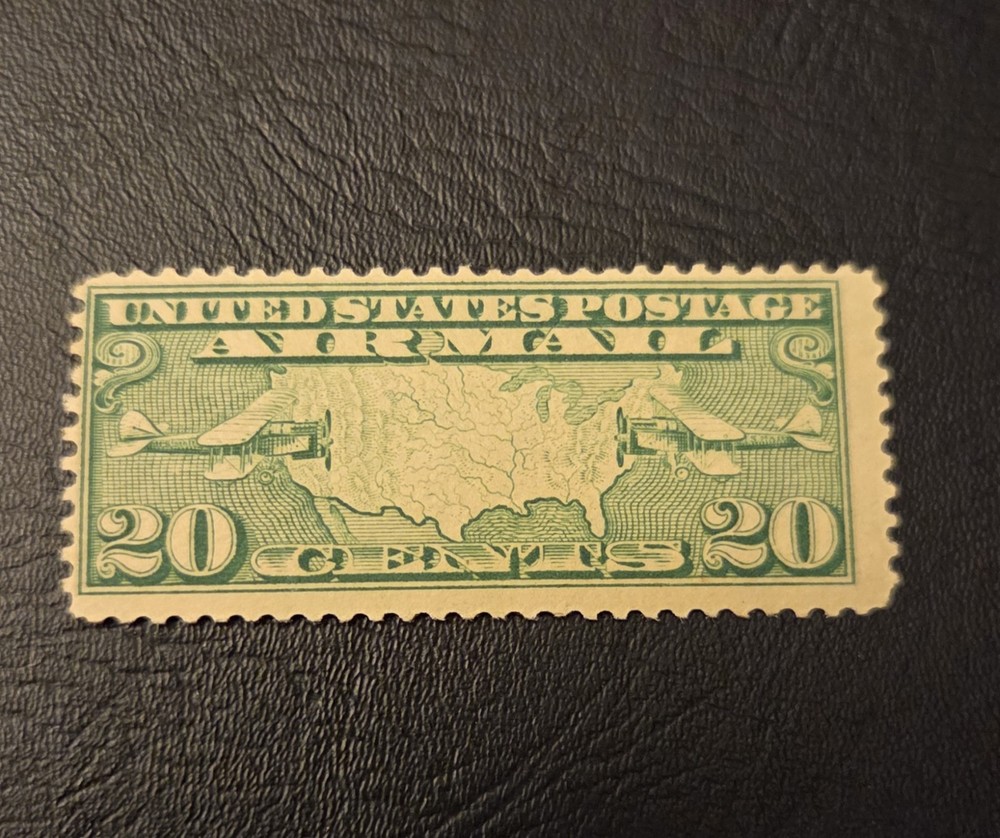 UNITED STATES POSTAGE
AIR MAIL
20 CENTS 20